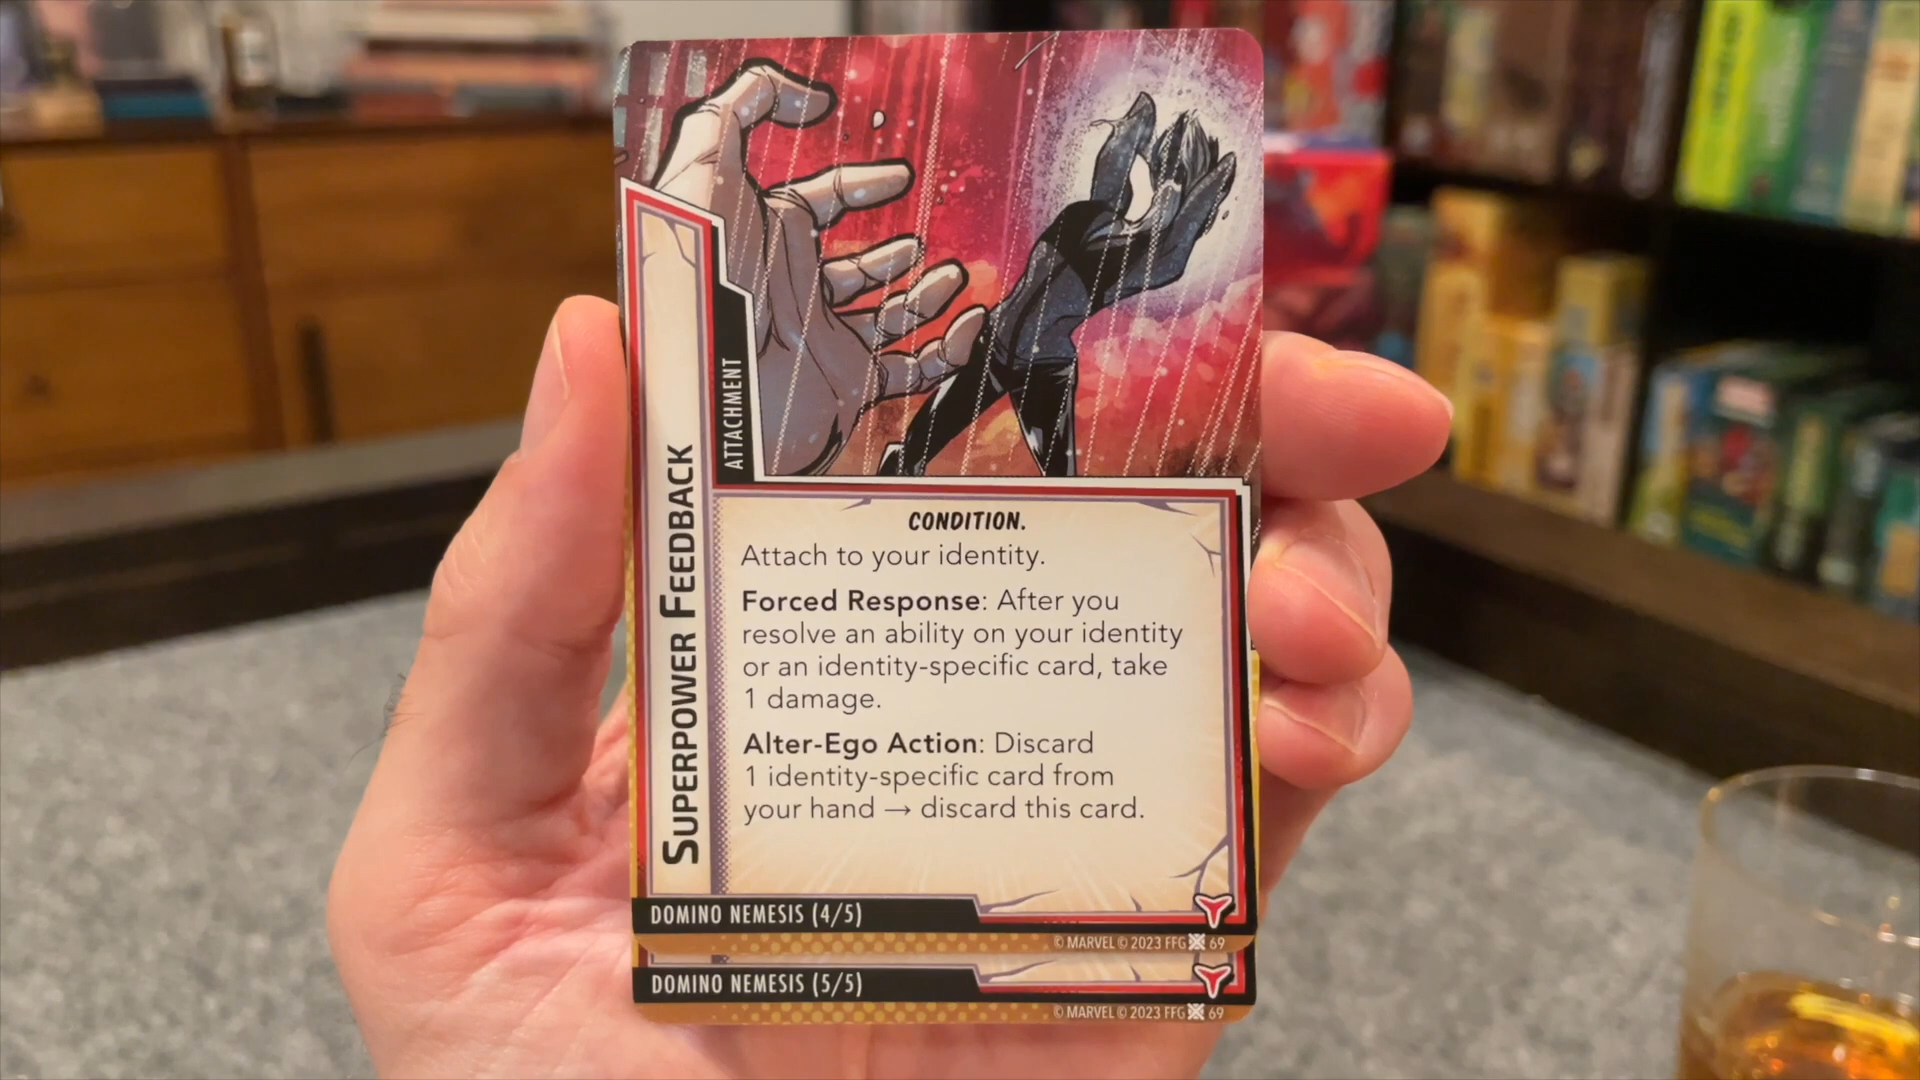 SUPERPOWER FEEDBACK
ATTACHMENT
CONDITION.
Attach to your identity.
Forced Response: After you
resolve an ability on your identity
or an identity-specific card, take
1 damage.
Alter-Ego Action: Discard
1 identity-specific card from
your hand → discard this card.
DOMINO NEMESIS (4/5)
© MARVEL © 2023 FFG 69
DOMINO NEMESIS (5/5)
© MARVEL © 2023 FFG 69